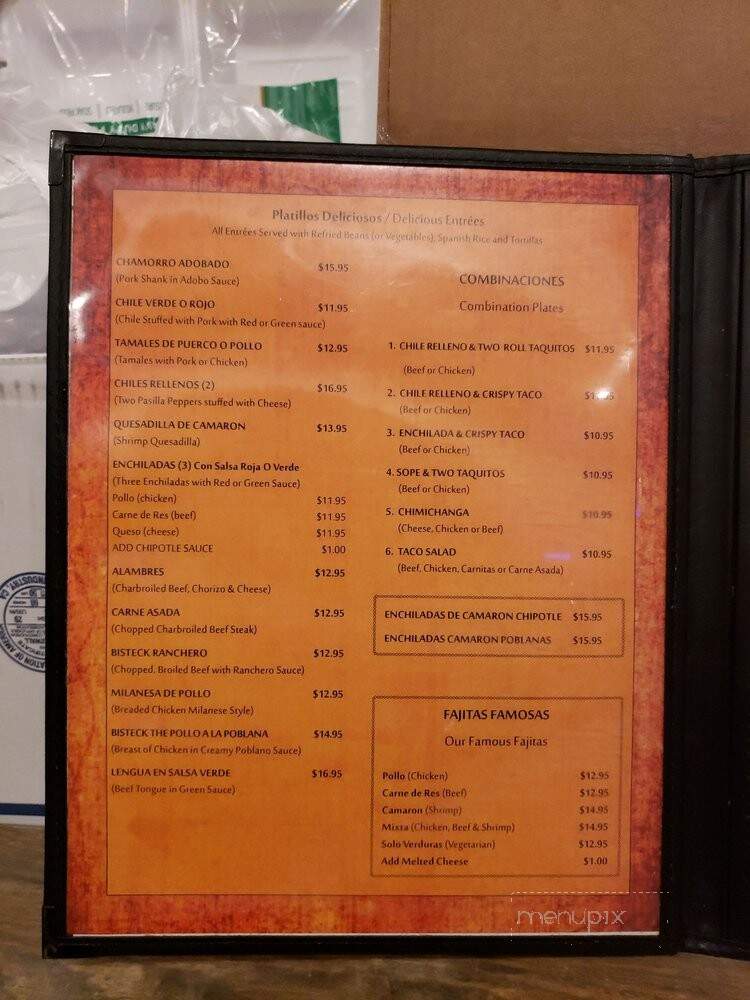 Platillos Deliciosos / Delicious Entrées
All Entrées Served with Refried Beans (or Vegetables), Spanish Rice and Tortillas
CHAMORRO ADOBADO $15.95
(Pork Shank in Adobo Sauce)
CHILE VERDE O ROJO $11.95
(Chile Stuffed with Pork with Red or Green sauce)
TAMALES DE PUERCO O POLLO $12.95
(Tamales with Pork or Chicken)
CHILES RELLENOS (2) $16.95
(Two Pasilla Peppers stuffed with Cheese)
QUESADILLA DE CAMARON $13.95
(Shrimp Quesadilla)
ENCHILADAS (3) Con Salsa Roja O Verde
(Three Enchiladas with Red or Green Sauce)
Pollo (chicken) $11.95
Carne de Res (beef) $11.95
Queso (cheese) $11.95
ADD CHIPOTLE SAUCE $1.00
ALAMBRES $12.95
(Charbroiled Beef, Chorizo & Cheese)
CARNE ASADA $12.95
(Chopped Charbroiled Beef Steak)
BISTECK RANCHERO $12.95
(Chopped, Broiled Beef with Ranchero Sauce)
MILANESA DE POLLO $12.95
(Breaded Chicken Milanese Style)
BISTECK THE POLLO A LA POBLANA $14.95
(Breast of Chicken in Creamy Poblano Sauce)
LENGUA EN SALSA VERDE $16.95
(Beef Tongue in Green Sauce)
COMBINACIONES
Combination Plates
1. CHILE RELLENO & TWO ROLL TAQUITOS $11.95
(Beef or Chicken)
2. CHILE RELLENO & CRISPY TACO
(Beef or Chicken)
3. ENCHILADA & CRISPY TACO $10.95
(Beef or Chicken)
4. SOPE & TWO TAQUITOS $10.95
(Beef or Chicken)
5. CHIMICHANGA $10.95
(Cheese, Chicken or Beef)
6. TACO SALAD $10.95
(Beef, Chicken, Carnitas or Carne Asada)
ENCHILADAS DE CAMARON CHIPOTLE $15.95
ENCHILADAS CAMARON POBLANAS $15.95
FAJITAS FAMOSAS
Our Famous Fajitas
Pollo (Chicken) $12.95
Carne de Res (Beef) $12.95
Camaron (Shrimp) $14.95
Mixta (Chicken, Beef & Shrimp) $14.95
Solo Verduras (Vegetarian) $12.95
Add Melted Cheese $1.00
menupix